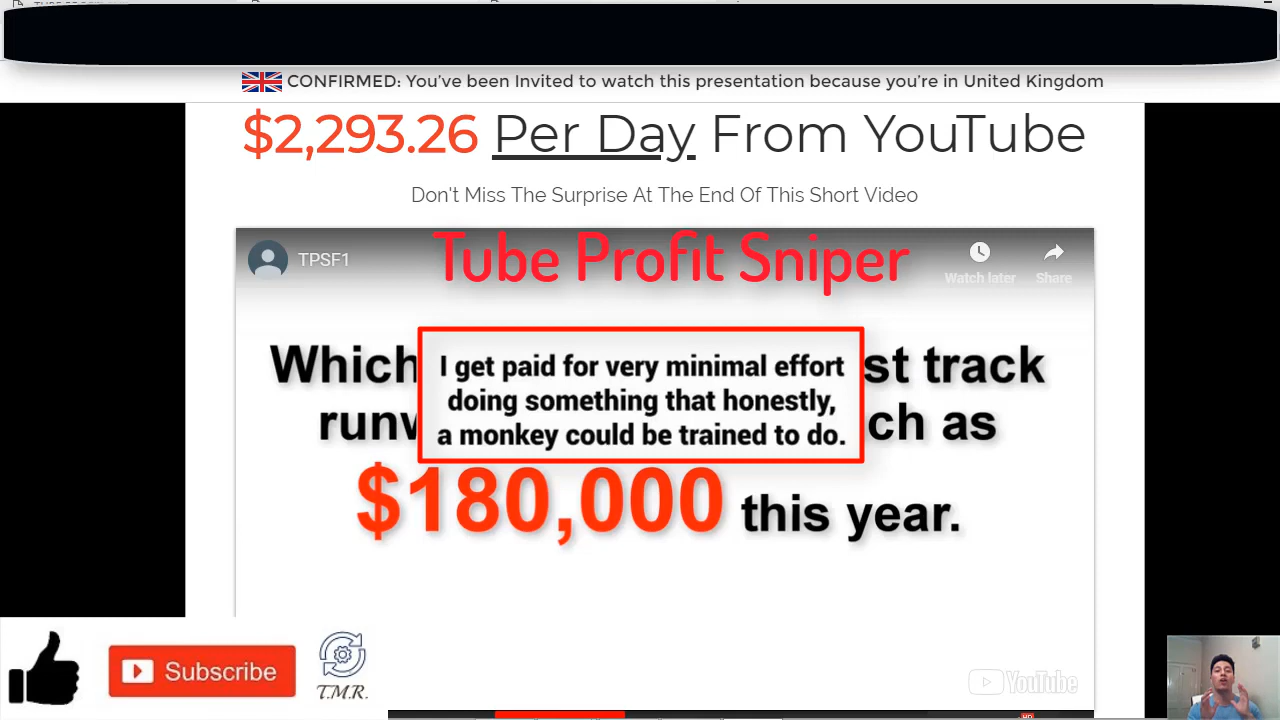 CONFIRMED: You've been Invited to watch this presentation because you're in United Kingdom
$2,293.26 Per Day From YouTube
Don't Miss The Surprise At The End Of This Short Video
TPSF1
Tube Profit Sniper
Watch later
Share
Which st track
I get paid for very minimal effort
doing something that honestly,
a monkey could be trained to do.
ch as
$180,000 this year.
Subscribe
T.M.R.
YouTube
HD